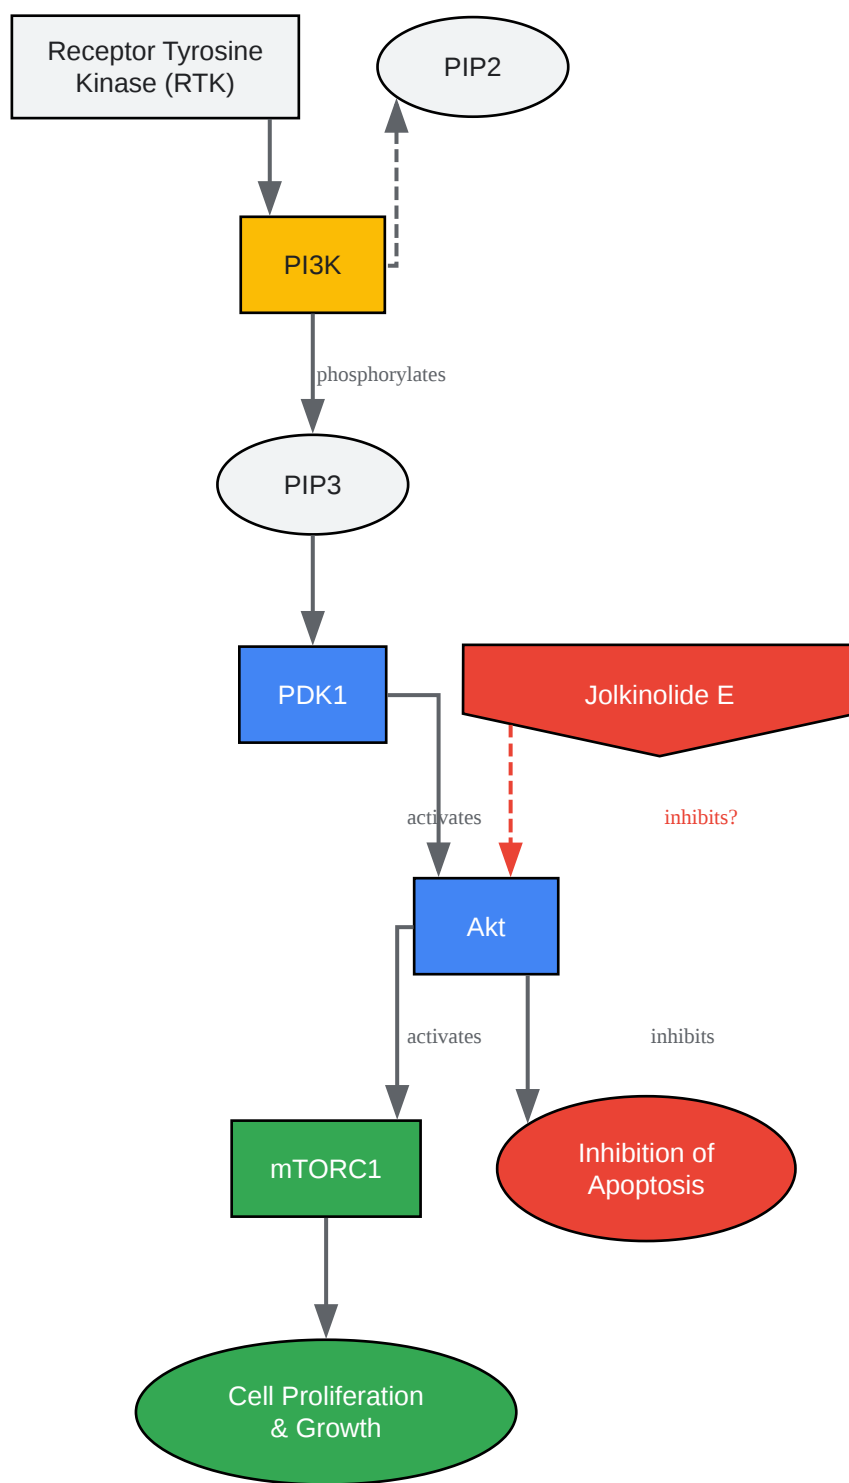 Receptor Tyrosine
Kinase (RTK)
PIP2
PI3K
phosphorylates
PIP3
PDK1
Jolkinolide E
activates
inhibits?
Akt
activates
inhibits
mTORC1
Inhibition of
Apoptosis
Cell Proliferation
& Growth